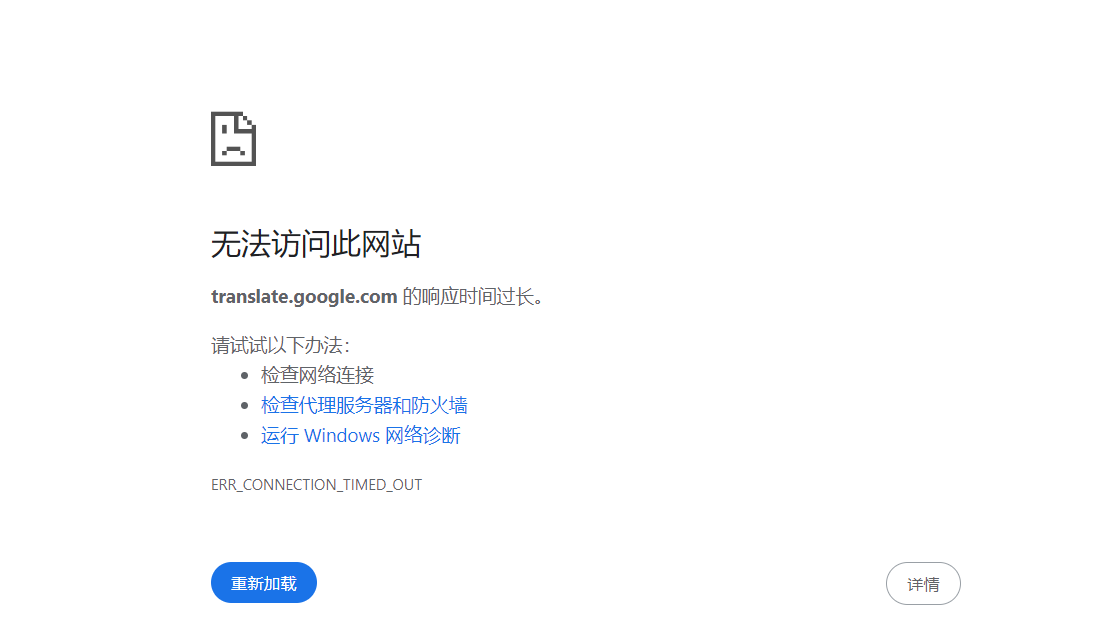 无法访问此网站
translate.google.com 的响应时间过长。
请试试以下办法：
检查网络连接
检查代理服务器和防火墙
运行 Windows 网络诊断
ERR_CONNECTION_TIMED_OUT
重新加载
详情